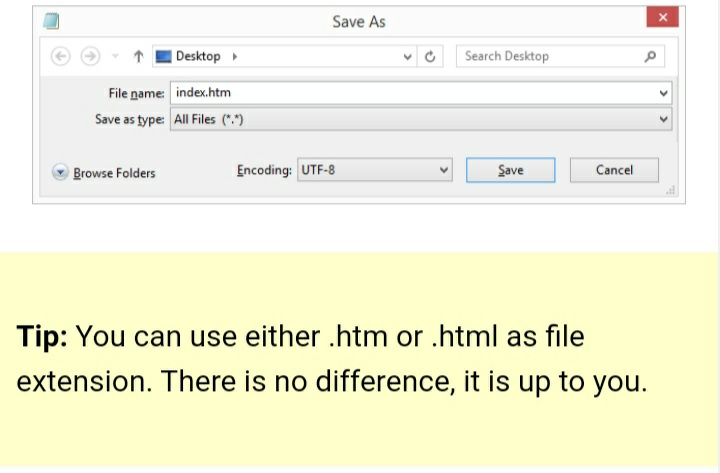 Save As
Desktop
Search Desktop
File name: index.htm
Save as type: All Files (*.*)
Browse Folders Encoding: UTF-8 Save Cancel
Tip: You can use either .htm or .html as file
extension. There is no difference, it is up to you.